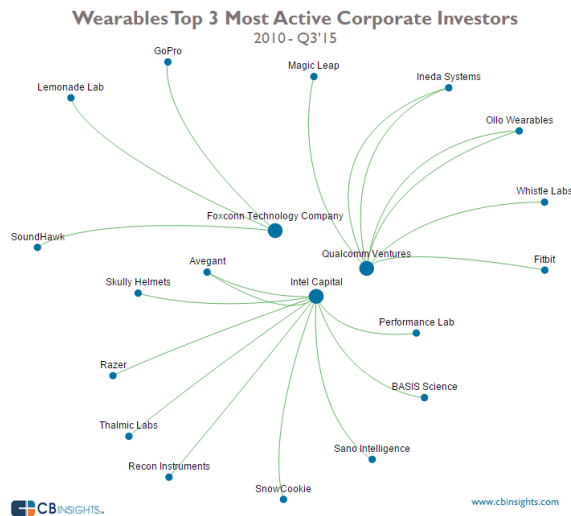 Wearables Top 3 Most Active Corporate Investors
2010 - Q3'15
GoPro
Magic Leap
Ineda Systems
Lemonade Lab
Ollo Wearables
Whistle Labs
Foxconn Technology Company
SoundHawk
Qualcomm Ventures
Avegant
Fitbit
Skully Helmets
Intel Capital
Performance Lab
Razer
BASIS Science
Thalmic Labs
Sano Intelligence
Recon Instruments
SnowCookie
CBINSIGHTS
www.cbinsights.com